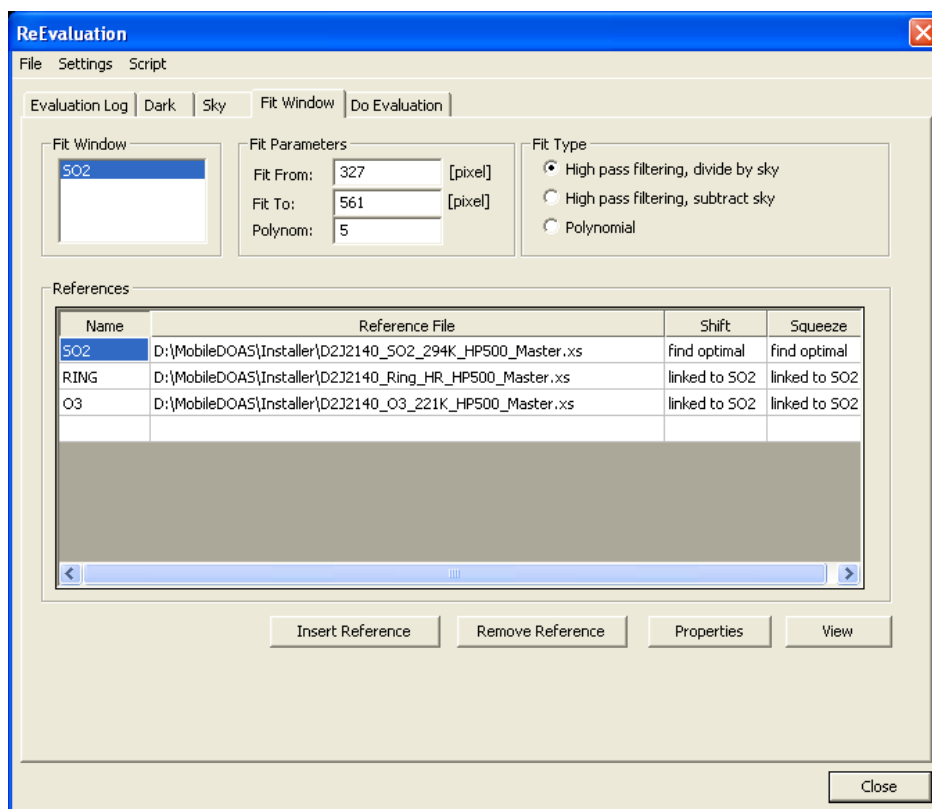 ReEvaluation
File Settings Script
Evaluation Log Dark Sky Fit Window Do Evaluation
Fit Window Fit Parameters Fit Type
SO2 Fit From: 327 [pixel] High pass filtering, divide by sky
Fit To: 561 [pixel] High pass filtering, subtract sky
Polynom: 5 Polynomial
References
Name Reference File Shift Squeeze
SO2 D:\MobileDOAS\Installer\D2J2140_SO2_294K_HP500_Master.xs find optimal find optimal
RING D:\MobileDOAS\Installer\D2J2140_Ring_HR_HP500_Master.xs linked to SO2 linked to SO2
O3 D:\MobileDOAS\Installer\D2J2140_O3_221K_HP500_Master.xs linked to SO2 linked to SO2
Insert Reference Remove Reference Properties View
Close